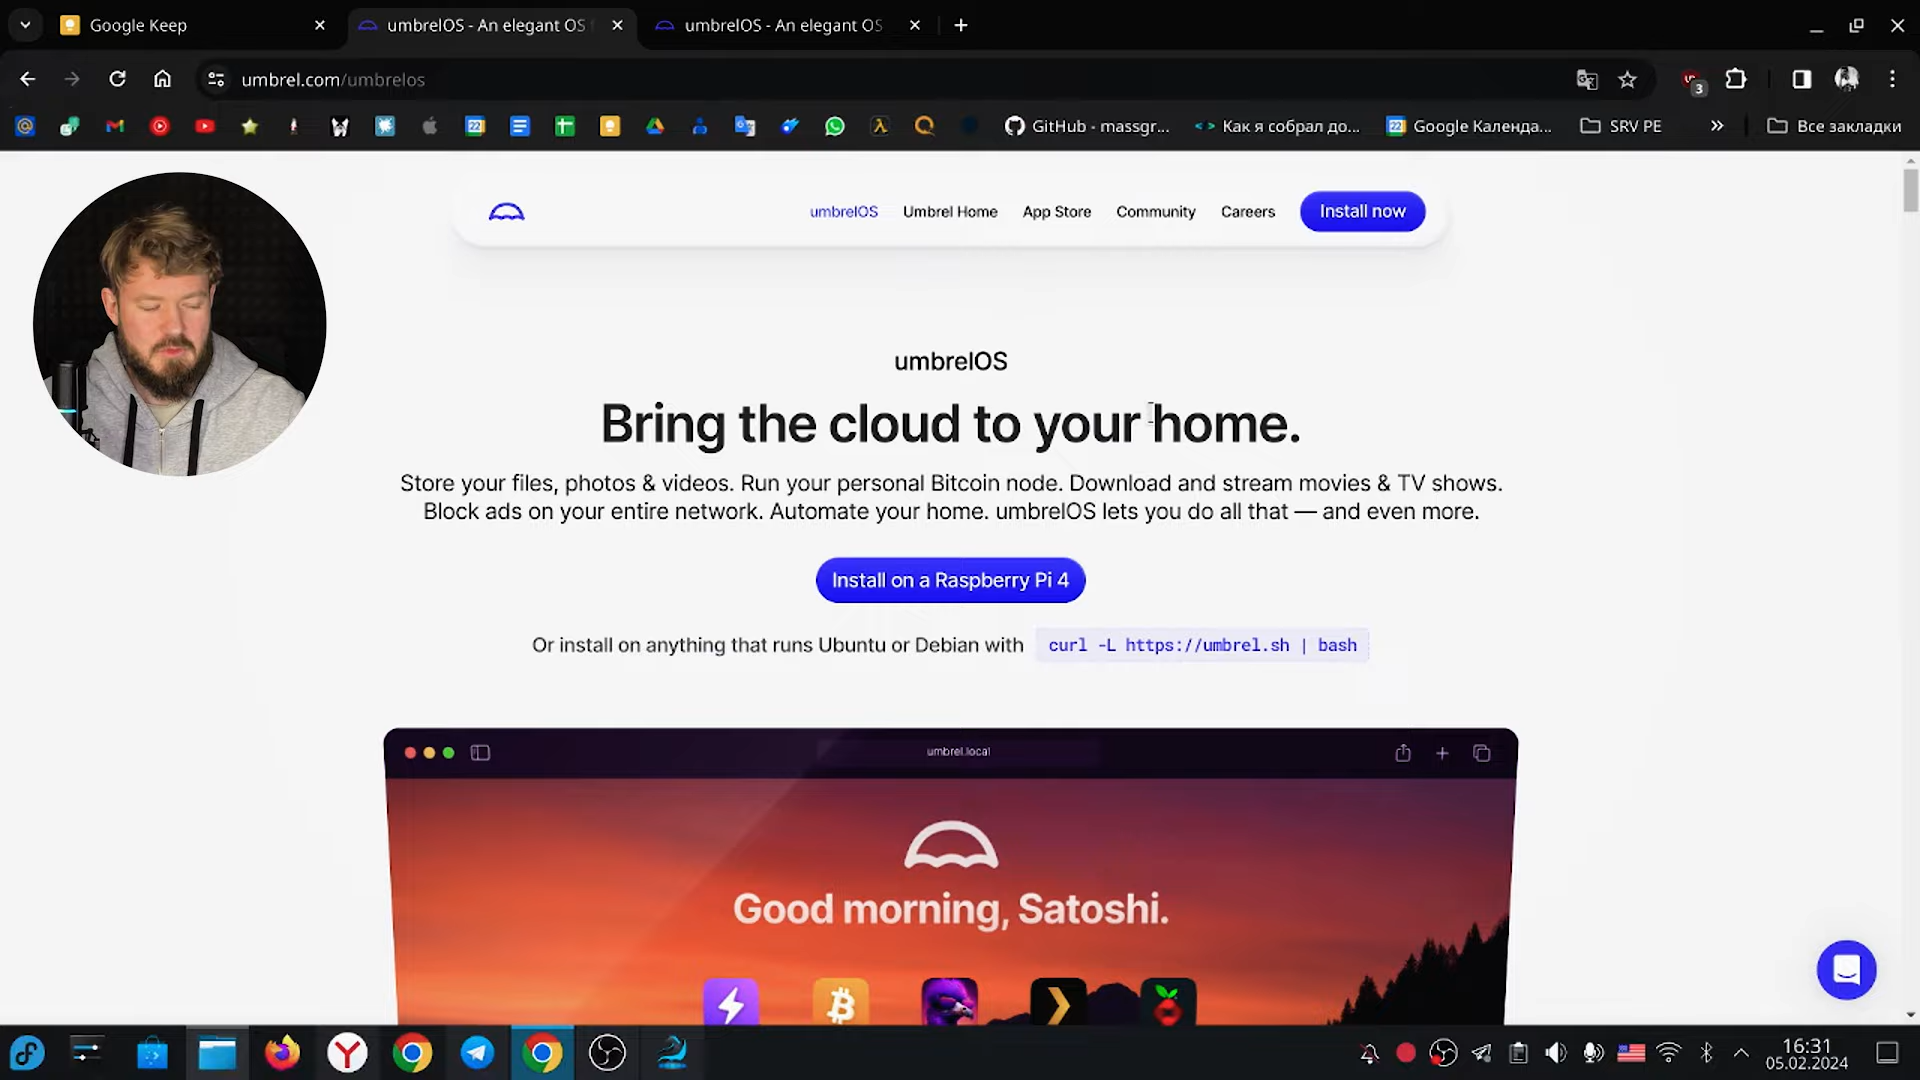 Google Keep
umbrelOS - An elegant OS f
umbrelOS - An elegant OS
umbrel.com/umbrelos
3
GitHub - massgr...
Как я собрал до...
22 Google Календа...
SRV PE
»
Все закладки
umbrelOS
Umbrel Home
App Store
Community
Careers
Install now
umbrelOS
Bring the cloud to your home.
Store your files, photos & videos. Run your personal Bitcoin node. Download and stream movies & TV shows.
Block ads on your entire network. Automate your home. umbrelOS lets you do all that — and even more.
Install on a Raspberry Pi 4
Or install on anything that runs Ubuntu or Debian with curl -L https://umbrel.sh | bash
umbrel.local
Good morning, Satoshi.
16:31
05.02.2024